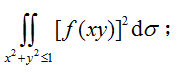 ∬_{x²+y²≤1} [f(xy)]² dσ ;